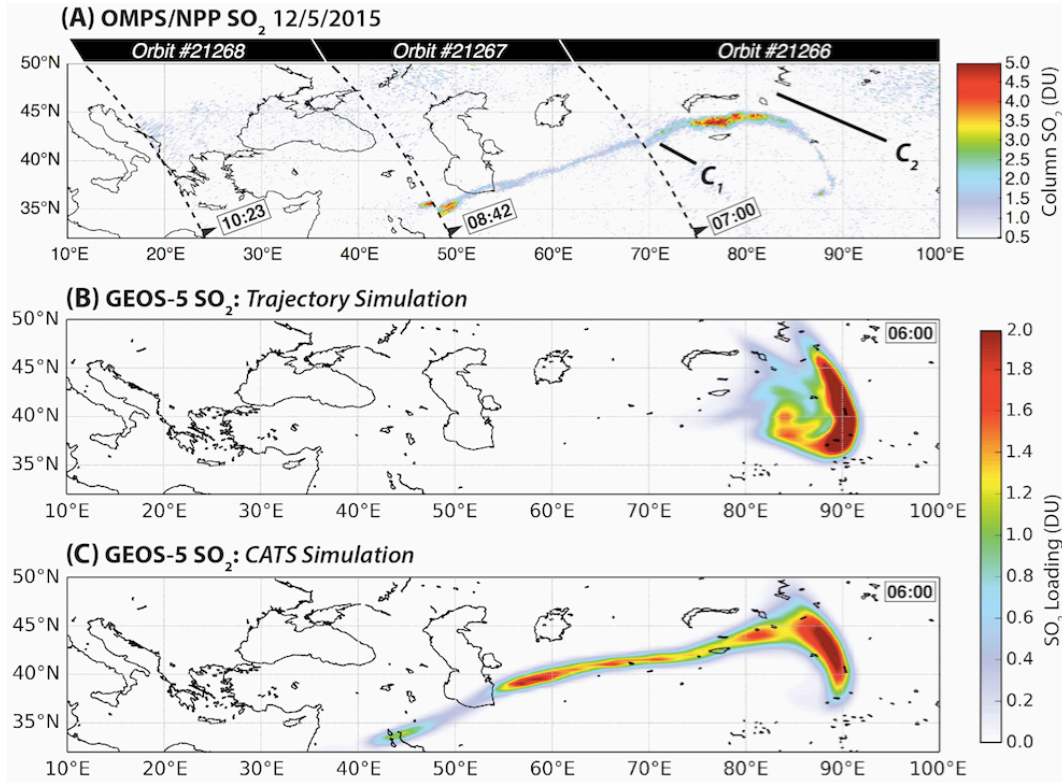 (A) OMPS/NPP SO2 12/5/2015
Orbit #21268 Orbit #21267 Orbit #21266
50°N
45°N
40°N
35°N
C1
C2
10:23
08:42
07:00
10°E 20°E 30°E 40°E 50°E 60°E 70°E 80°E 90°E 100°E
5.0
4.5
4.0
3.5
3.0
2.5
2.0
1.5
1.0
0.5
Column SO2 (DU)
(B) GEOS-5 SO2: Trajectory Simulation
50°N
45°N
40°N
35°N
06:00
10°E 20°E 30°E 40°E 50°E 60°E 70°E 80°E 90°E 100°E
(C) GEOS-5 SO2: CATS Simulation
50°N
45°N
40°N
35°N
06:00
10°E 20°E 30°E 40°E 50°E 60°E 70°E 80°E 90°E 100°E
2.0
1.8
1.6
1.4
1.2
1.0
0.8
0.6
0.4
0.2
0.0
SO2 Loading (DU)